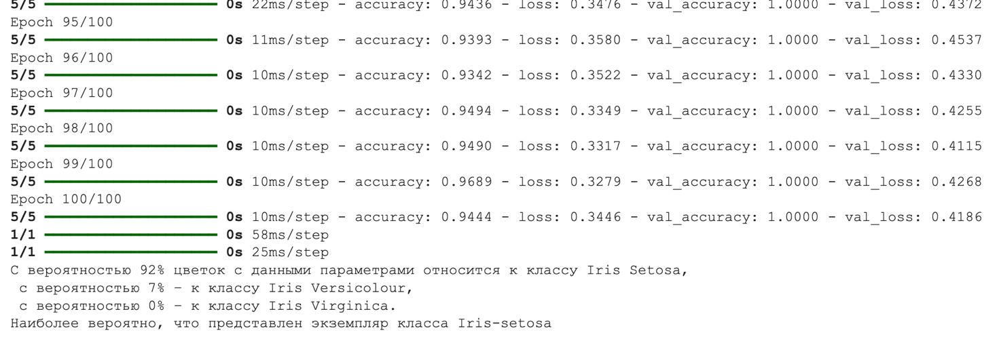 5/5 ━━━━━━━━━━━━━━━━━━━━ 0s 22ms/step - accuracy: 0.9436 - loss: 0.3476 - val_accuracy: 1.0000 - val_loss: 0.4372
Epoch 95/100
5/5 ━━━━━━━━━━━━━━━━━━━━ 0s 11ms/step - accuracy: 0.9393 - loss: 0.3580 - val_accuracy: 1.0000 - val_loss: 0.4537
Epoch 96/100
5/5 ━━━━━━━━━━━━━━━━━━━━ 0s 10ms/step - accuracy: 0.9342 - loss: 0.3522 - val_accuracy: 1.0000 - val_loss: 0.4330
Epoch 97/100
5/5 ━━━━━━━━━━━━━━━━━━━━ 0s 10ms/step - accuracy: 0.9494 - loss: 0.3349 - val_accuracy: 1.0000 - val_loss: 0.4255
Epoch 98/100
5/5 ━━━━━━━━━━━━━━━━━━━━ 0s 10ms/step - accuracy: 0.9490 - loss: 0.3317 - val_accuracy: 1.0000 - val_loss: 0.4115
Epoch 99/100
5/5 ━━━━━━━━━━━━━━━━━━━━ 0s 10ms/step - accuracy: 0.9689 - loss: 0.3279 - val_accuracy: 1.0000 - val_loss: 0.4268
Epoch 100/100
5/5 ━━━━━━━━━━━━━━━━━━━━ 0s 10ms/step - accuracy: 0.9444 - loss: 0.3446 - val_accuracy: 1.0000 - val_loss: 0.4186
1/1 ━━━━━━━━━━━━━━━━━━━━ 0s 58ms/step
1/1 ━━━━━━━━━━━━━━━━━━━━ 0s 25ms/step
С вероятностью 92% цветок с данными параметрами относится к классу Iris Setosa,
с вероятностью 7% – к классу Iris Versicolour,
с вероятностью 0% – к классу Iris Virginica.
Наиболее вероятно, что представлен экземпляр класса Iris-setosa